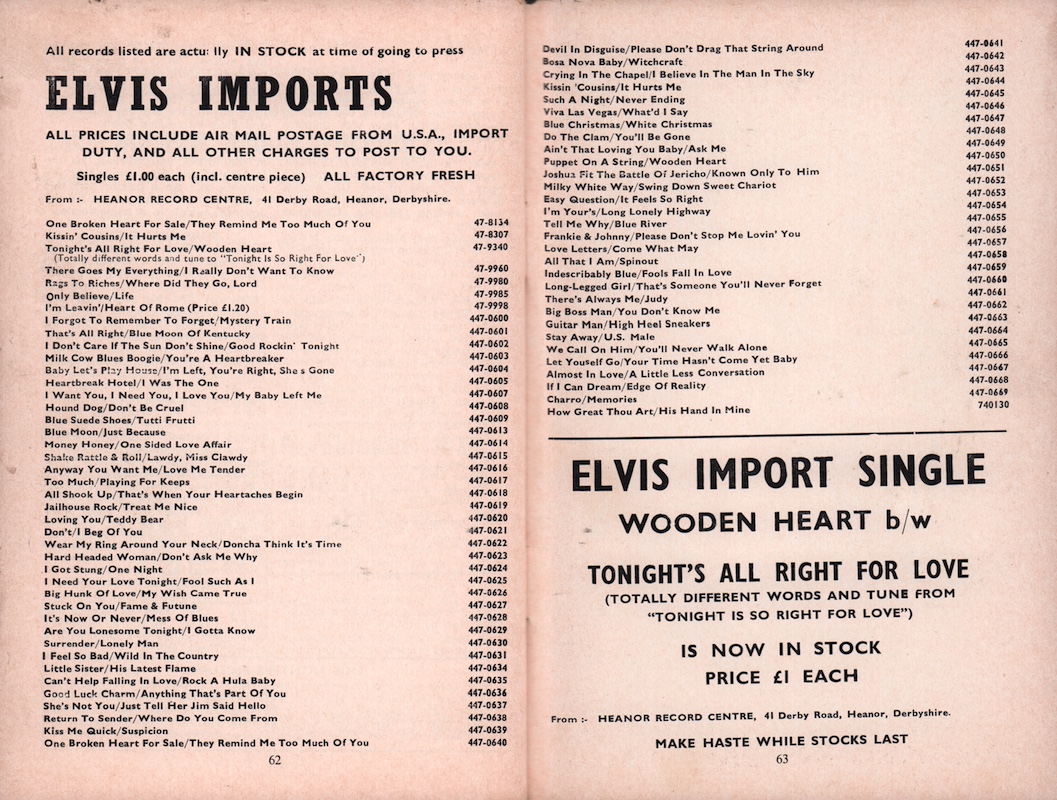 All records listed are actu: lly IN STOCK at time of going to press
ELVIS IMPORTS
ALL PRICES INCLUDE AIR MAIL POSTAGE FROM U.S.A., IMPORT
DUTY, AND ALL OTHER CHARGES TO POST TO YOU.
Singles £1.00 each (incl. centre piece) ALL FACTORY FRESH
From :- HEANOR RECORD CENTRE, 41 Derby Road, Heanor, Derbyshire.
One Broken Heart For Sale/They Remind Me Too Much Of You 47-8134
Kissin' Cousins/It Hurts Me 47-8307
Tonight's All Right For Love/Wooden Heart 47-9340
(Totally different words and tune to "Tonight Is So Right For Love")
There Goes My Everything/I Really Don't Want To Know 47-9960
Rags To Riches/Where Did They Go, Lord 47-9980
Only Believe/Life 47-9985
I'm Leavin'/Heart Of Rome (Price £1.20) 47-9998
I Forgot To Remember To Forget/Mystery Train 447-0600
That's All Right/Blue Moon Of Kentucky 447-0601
I Don't Care If The Sun Don't Shine/Good Rockin' Tonight 447-0602
Milk Cow Blues Boogie/You're A Heartbreaker 447-0603
Baby Let's Play House/I'm Left, You're Right, She s Gone 447-0604
Heartbreak Hotel/I Was The One 447-0605
I Want You, I Need You, I Love You/My Baby Left Me 447-0607
Hound Dog/Don't Be Cruel 447-0608
Blue Suede Shoes/Tutti Frutti 447-0609
Blue Moon/Just Because 447-0613
Money Honey/One Sided Love Affair 447-0614
Shake Rattle & Roll/Lawdy, Miss Clawdy 447-0615
Anyway You Want Me/Love Me Tender 447-0616
Too Much/Playing For Keeps 447-0617
All Shook Up/That's When Your Heartaches Begin 447-0618
Jailhouse Rock/Treat Me Nice 447-0619
Loving You/Teddy Bear 447-0620
Don't/I Beg Of You 447-0621
Wear My Ring Around Your Neck/Doncha Think It's Time 447-0622
Hard Headed Woman/Don't Ask Me Why 447-0623
I Got Stung/One Night 447-0624
I Need Your Love Tonight/Fool Such As I 447-0625
Big Hunk Of Love/My Wish Came True 447-0626
Stuck On You/Fame & Futune 447-0627
It's Now Or Never/Mess Of Blues 447-0628
Are You Lonesome Tonight/I Gotta Know 447-0629
Surrender/Lonely Man 447-0630
I Feel So Bad/Wild In The Country 447-0631
Little Sister/His Latest Flame 447-0634
Can't Help Falling In Love/Rock A Hula Baby 447-0635
Good Luck Charm/Anything That's Part Of You 447-0636
She's Not You/Just Tell Her Jim Said Hello 447-0637
Return To Sender/Where Do You Come From 447-0638
Kiss Me Quick/Suspicion 447-0639
One Broken Heart For Sale/They Remind Me Too Much Of You 447-0640
62
Devil In Disguise/Please Don't Drag That String Around 447-0641
Bosa Nova Baby/Witchcraft 447-0642
Crying In The Chapel/I Believe In The Man In The Sky 447-0643
Kissin 'Cousins/It Hurts Me 447-0644
Such A Night/Never Ending 447-0645
Viva Las Vegas/What'd I Say 447-0646
Blue Christmas/White Christmas 447-0647
Do The Clam/You'll Be Gone 447-0648
Ain't That Loving You Baby/Ask Me 447-0649
Puppet On A String/Wooden Heart 447-0650
Joshua Fit The Battle Of Jericho/Known Only To Him 447-0651
Milky White Way/Swing Down Sweet Chariot 447-0652
Easy Question/It Feels So Right 447-0653
I'm Your's/Long Lonely Highway 447-0654
Tell Me Why/Blue River 447-0655
Frankie & Johnny/Please Don't Stop Me Lovin' You 447-0656
Love Letters/Come What May 447-0657
All That I Am/Spinout 447-0658
Indescribably Blue/Fools Fall In Love 447-0659
Long-Legged Girl/That's Someone You'll Never Forget 447-0660
There's Always Me/Judy 447-0661
Big Boss Man/You Don't Know Me 447-0662
Guitar Man/High Heel Sneakers 447-0663
Stay Away/U.S. Male 447-0664
We Call On Him/You'll Never Walk Alone 447-0665
Let Youself Go/Your Time Hasn't Come Yet Baby 447-0666
Almost In Love/A Little Less Conversation 447-0667
If I Can Dream/Edge Of Reality 447-0668
Charro/Memories 447-0669
How Great Thou Art/His Hand In Mine 740130
ELVIS IMPORT SINGLE
WOODEN HEART b/w
TONIGHT'S ALL RIGHT FOR LOVE
(TOTALLY DIFFERENT WORDS AND TUNE FROM
"TONIGHT IS SO RIGHT FOR LOVE")
IS NOW IN STOCK
PRICE £1 EACH
From :- HEANOR RECORD CENTRE, 41 Derby Road, Heanor, Derbyshire.
MAKE HASTE WHILE STOCKS LAST
63